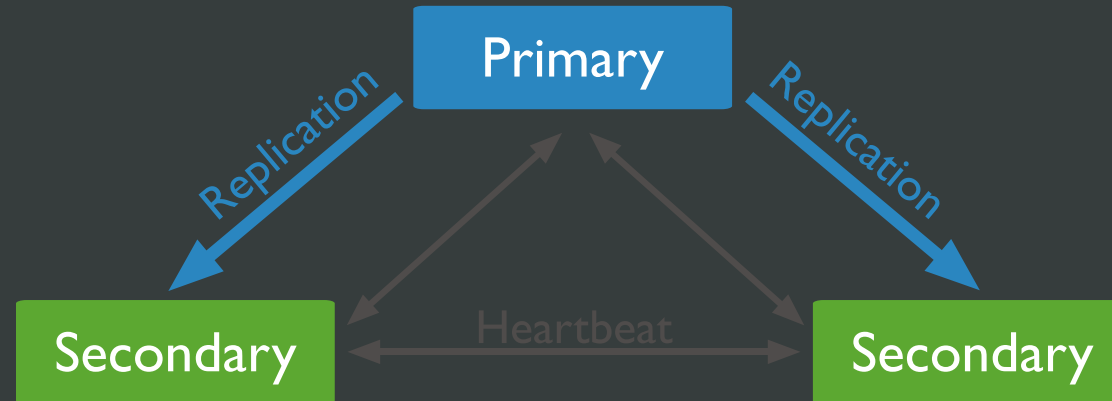 Primary
Replication
Replication
Heartbeat
Secondary
Secondary